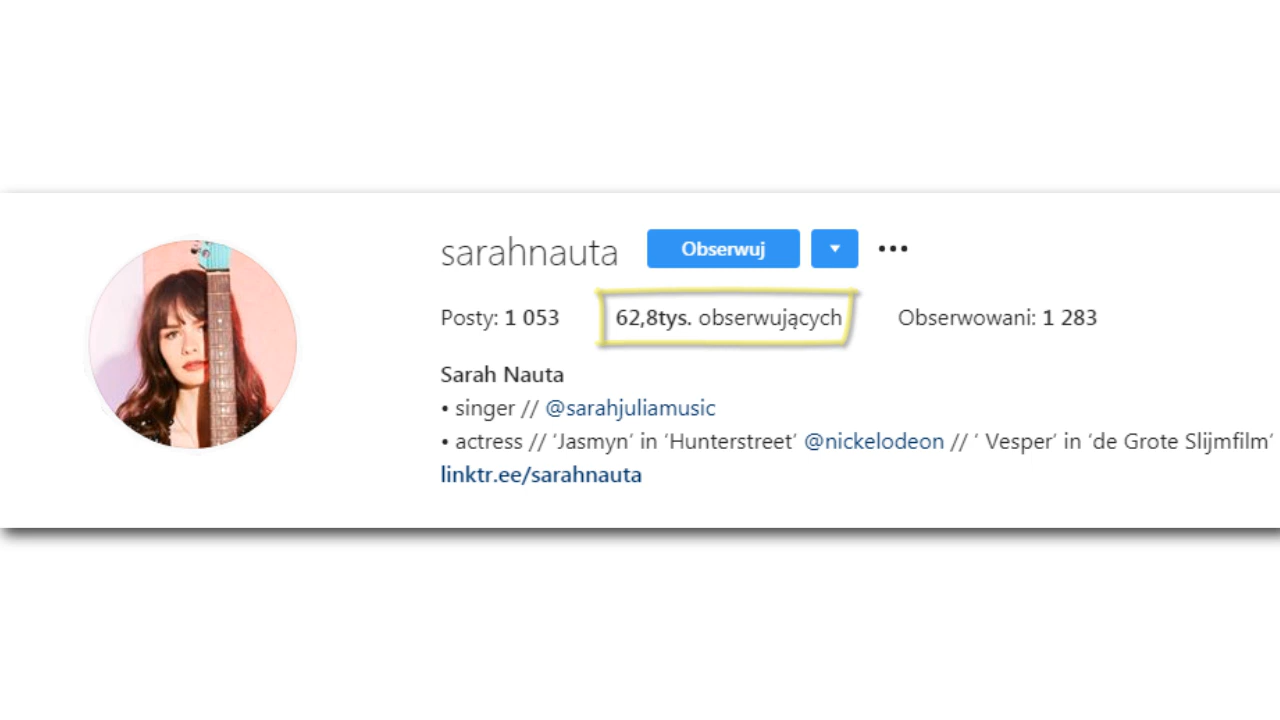 sarahnauta Obserwuj
Posty: 1 053 62,8tys. obserwujących Obserwowani: 1 283
Sarah Nauta
• singer // @sarahjuliamusic
• actress // ‘Jasmyn’ in ‘Hunterstreet’ @nickelodeon // ‘ Vesper’ in ‘de Grote Slijmfilm’
linktr.ee/sarahnauta